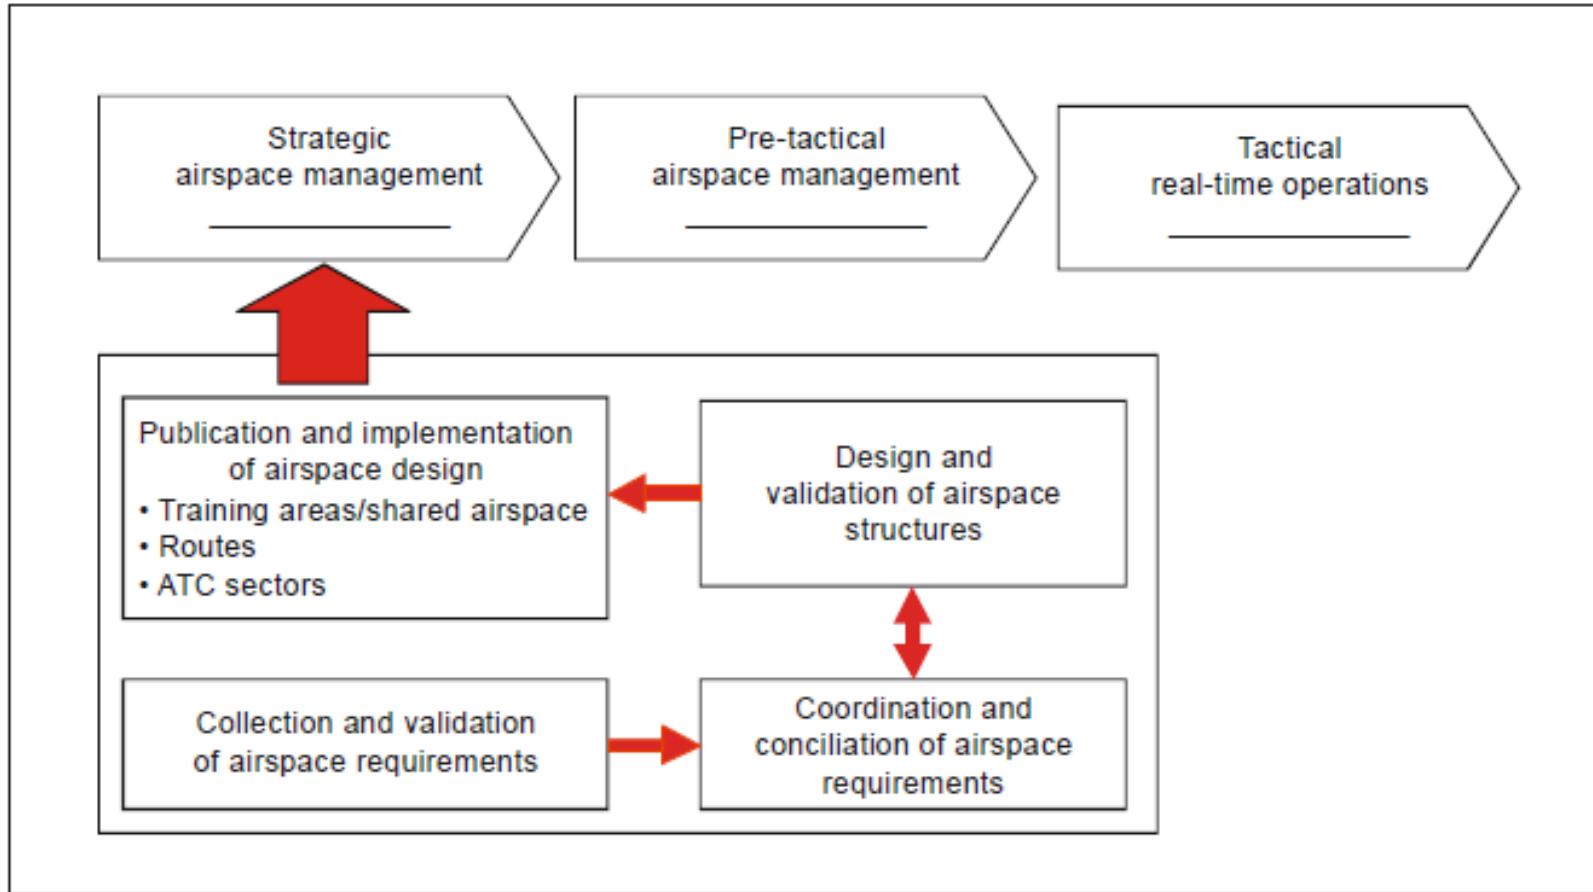 Strategic
airspace management
Pre-tactical
airspace management
Tactical
real-time operations
Publication and implementation
of airspace design
• Training areas/shared airspace
• Routes
• ATC sectors
Design and
validation of airspace
structures
Collection and validation
of airspace requirements
Coordination and
conciliation of airspace
requirements